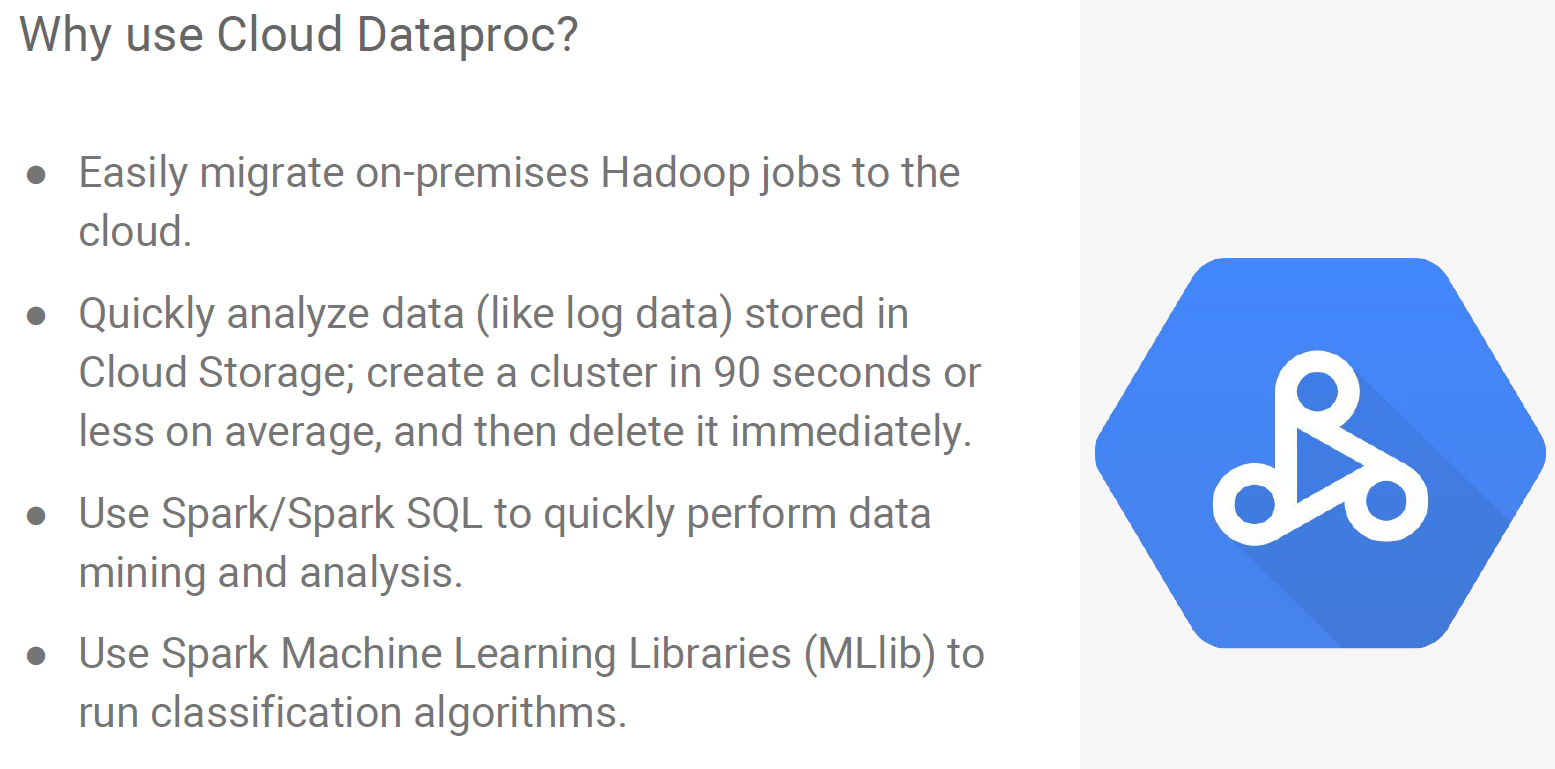 Why use Cloud Dataproc?
● Easily migrate on-premises Hadoop jobs to the
cloud.
● Quickly analyze data (like log data) stored in
Cloud Storage; create a cluster in 90 seconds or
less on average, and then delete it immediately.
● Use Spark/Spark SQL to quickly perform data
mining and analysis.
● Use Spark Machine Learning Libraries (MLlib) to
run classification algorithms.